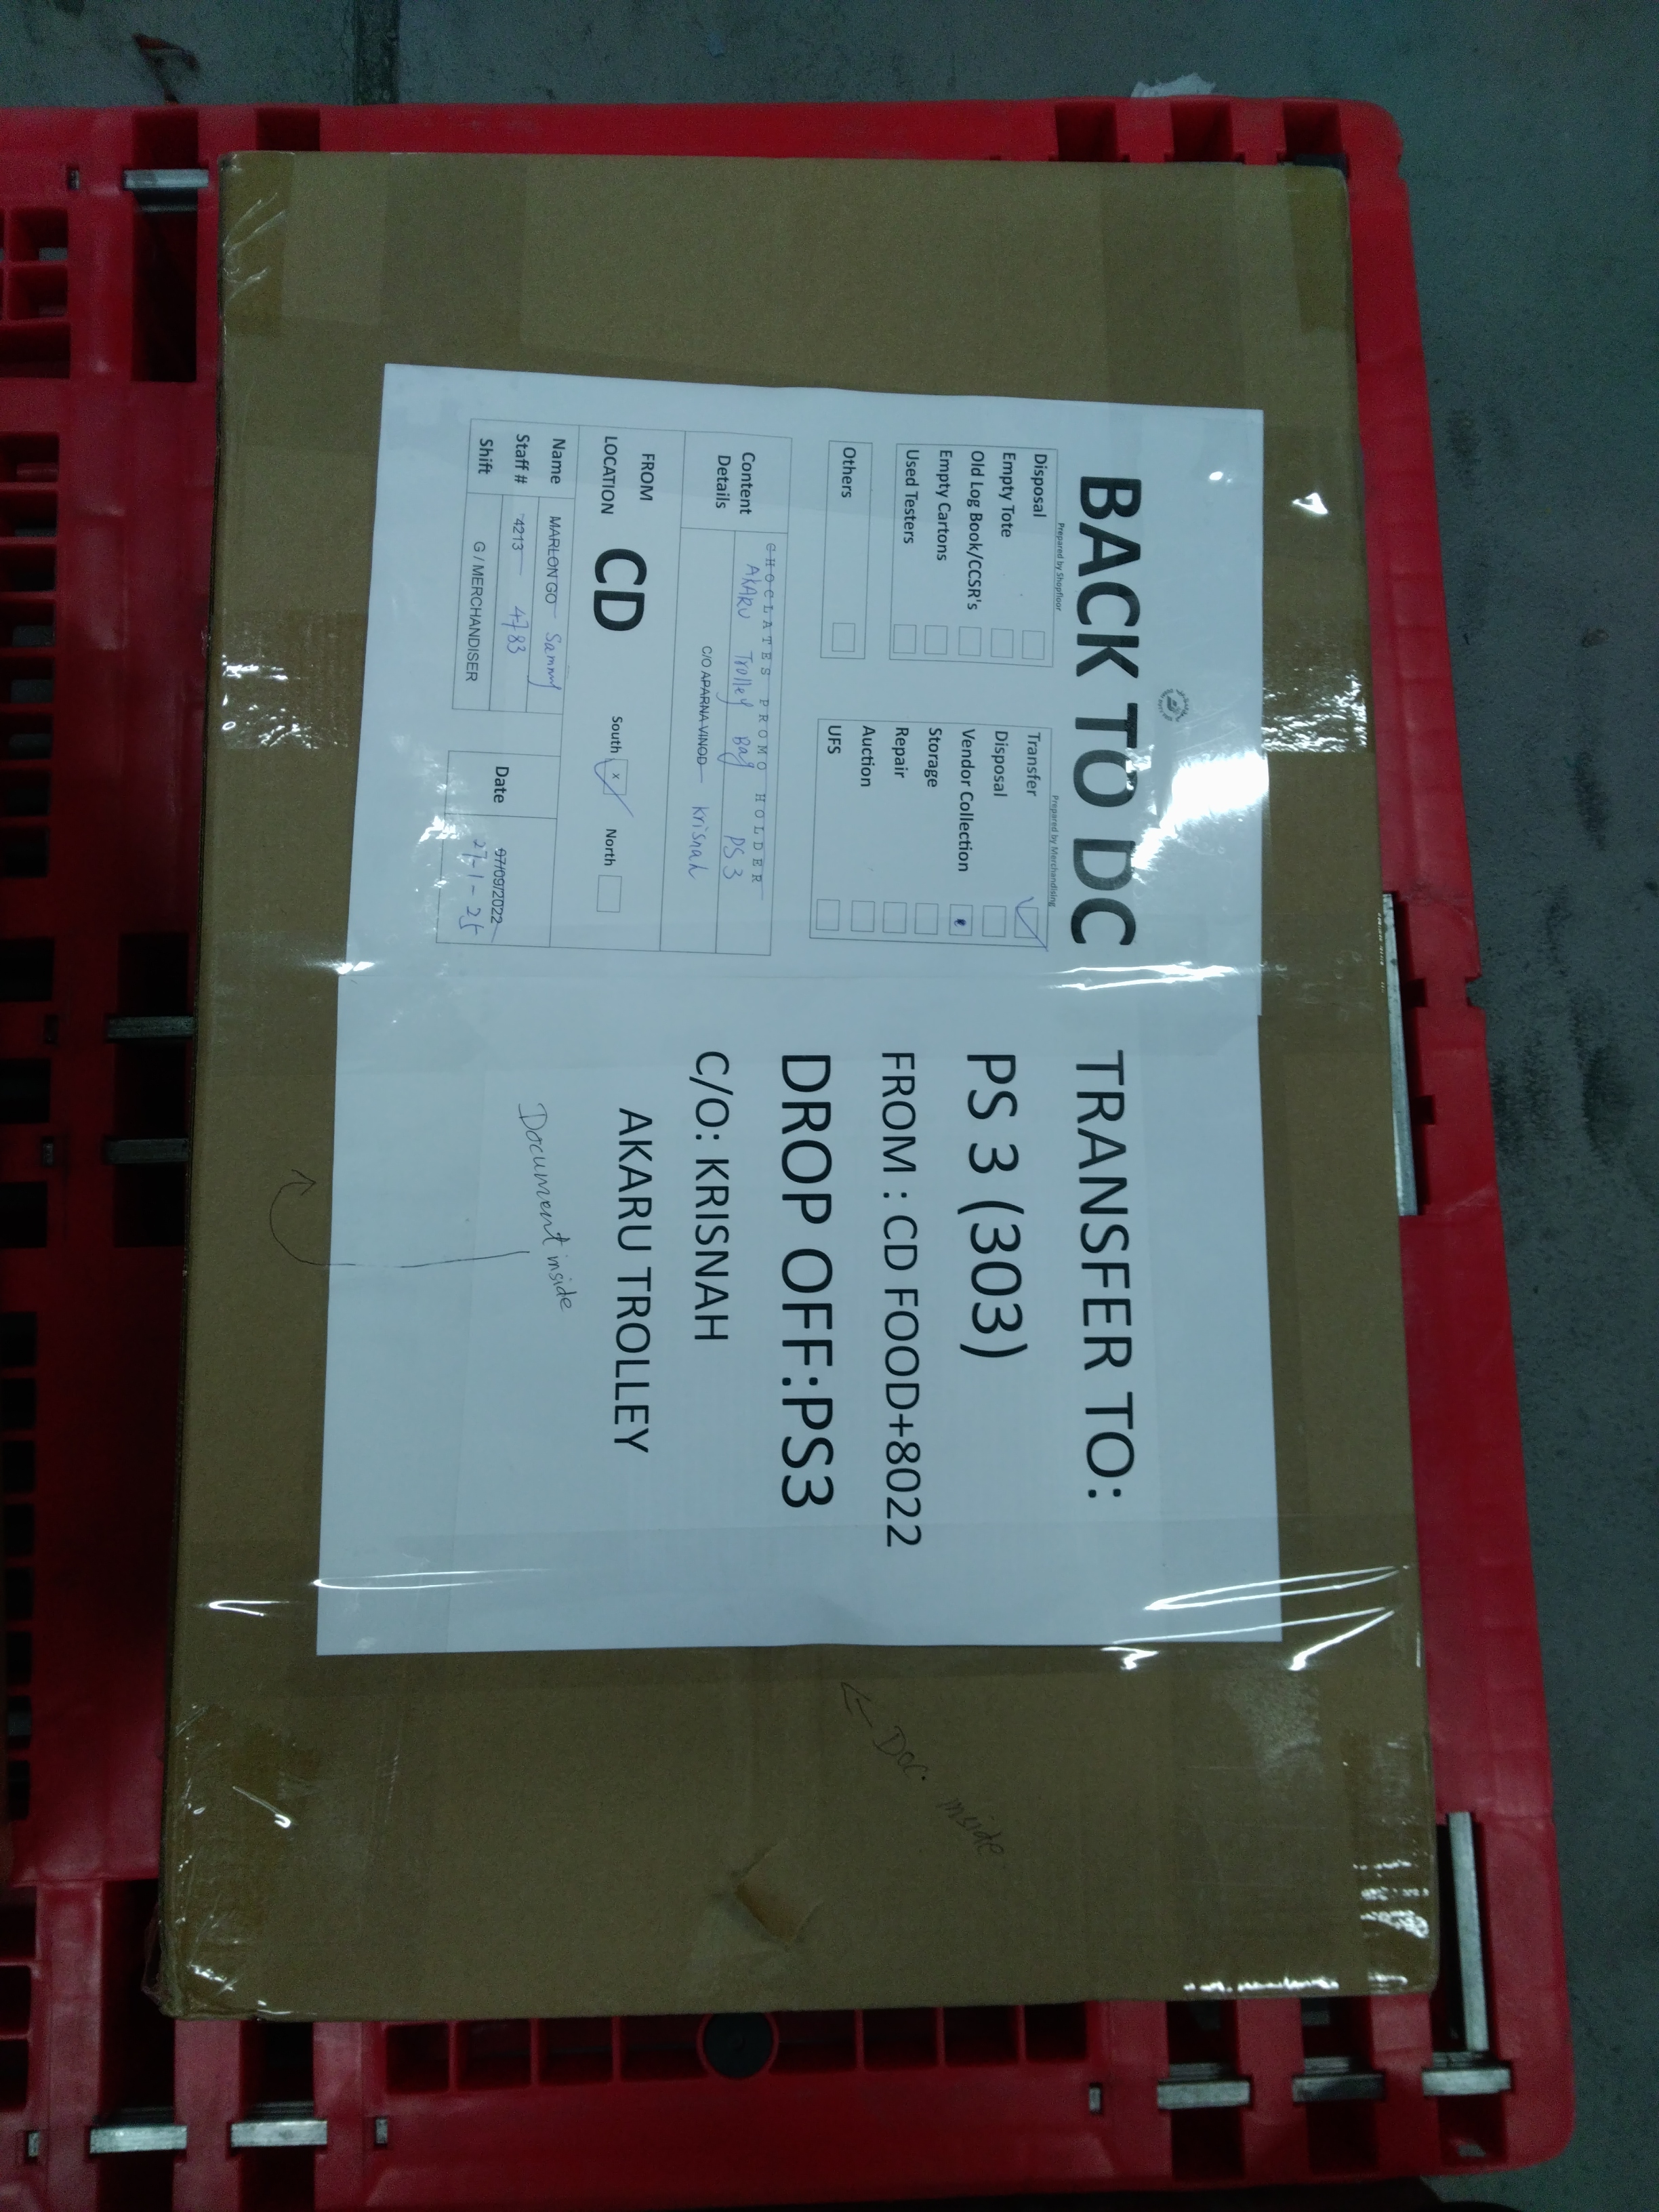 BACK TO DC
Prepared by Shopfloor
Disposal
Empty Tote
Old Log Book/CCSR's
Empty Cartons
Used Testers
Others
Prepared by Merchandising
Transfer
Disposal
Vendor Collection
Storage
Repair
Auction
UFS
Content Details
CHOCLATES PROMO HOLDER
AKARU Trolley Bag PS 3
C/O APARNA VINOD Krisnah
FROM LOCATION
CD
South x
North
Name MARLON GO Sammy
Staff # 4213 4783
Shift G / MERCHANDISER
Date 07/09/2022
27-1-25
TRANSFER TO:
PS 3 (303)
FROM : CD FOOD+8022
DROP OFF:PS3
C/O: KRISNAH
AKARU TROLLEY
Document inside
← Doc. inside